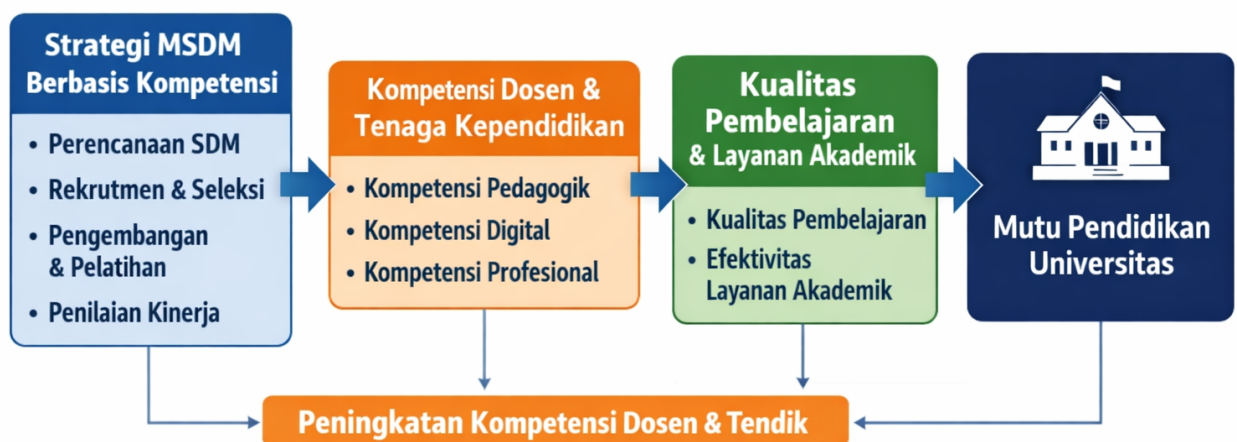 Strategi MSDM
Berbasis Kompetensi
• Perencanaan SDM
• Rekrutmen & Seleksi
• Pengembangan
& Pelatihan
• Penilaian Kinerja
Kompetensi Dosen &
Tenaga Kependidikan
• Kompetensi Pedagogik
• Kompetensi Digital
• Kompetensi Profesional
Kualitas
Pembelajaran
& Layanan Akademik
• Kualitas Pembelajaran
• Efektivitas
Layanan Akademik
Mutu Pendidikan
Universitas
Peningkatan Kompetensi Dosen & Tendik